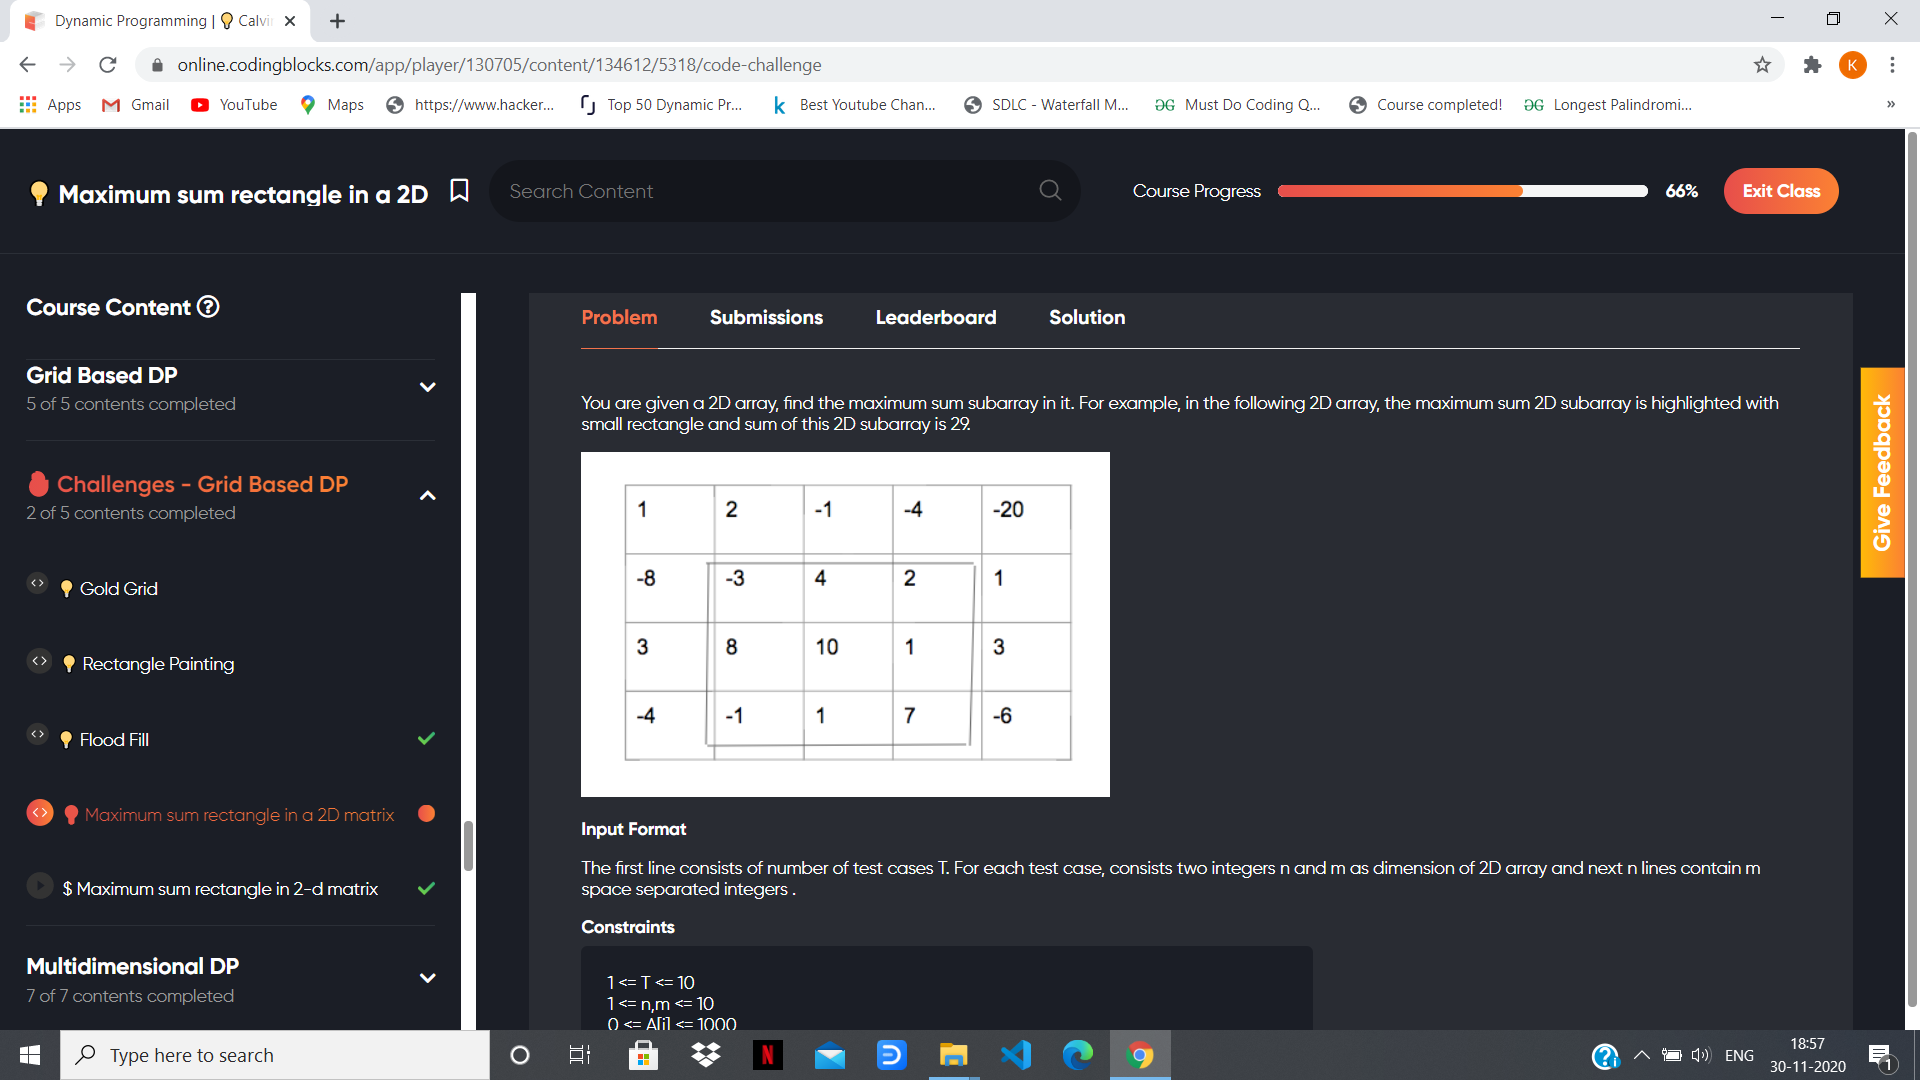 Dynamic Programming | 💡 Calvi
online.codingblocks.com/app/player/130705/content/134612/5318/code-challenge
K
Apps Gmail YouTube Maps https://www.hacker... Top 50 Dynamic Pr... Best Youtube Chan... SDLC - Waterfall M... Must Do Coding Q... Course completed! Longest Palindromi... »
Maximum sum rectangle in a 2D
Search Content
Course Progress 66% Exit Class
Course Content
Grid Based DP
5 of 5 contents completed
Challenges - Grid Based DP
2 of 5 contents completed
Gold Grid
Rectangle Painting
Flood Fill
Maximum sum rectangle in a 2D matrix
$ Maximum sum rectangle in 2-d matrix
Multidimensional DP
7 of 7 contents completed
Problem Submissions Leaderboard Solution
You are given a 2D array, find the maximum sum subarray in it. For example, in the following 2D array, the maximum sum 2D subarray is highlighted with
small rectangle and sum of this 2D subarray is 29.
1 2 -1 -4 -20
-8 -3 4 2 1
3 8 10 1 3
-4 -1 1 7 -6
Input Format
The first line consists of number of test cases T. For each test case, consists two integers n and m as dimension of 2D array and next n lines contain m
space separated integers .
Constraints
1 <= T <= 10
1 <= n,m <= 10
0 <= A[i] <= 1000
Give Feedback
Type here to search
ENG
18:57
30-11-2020
1